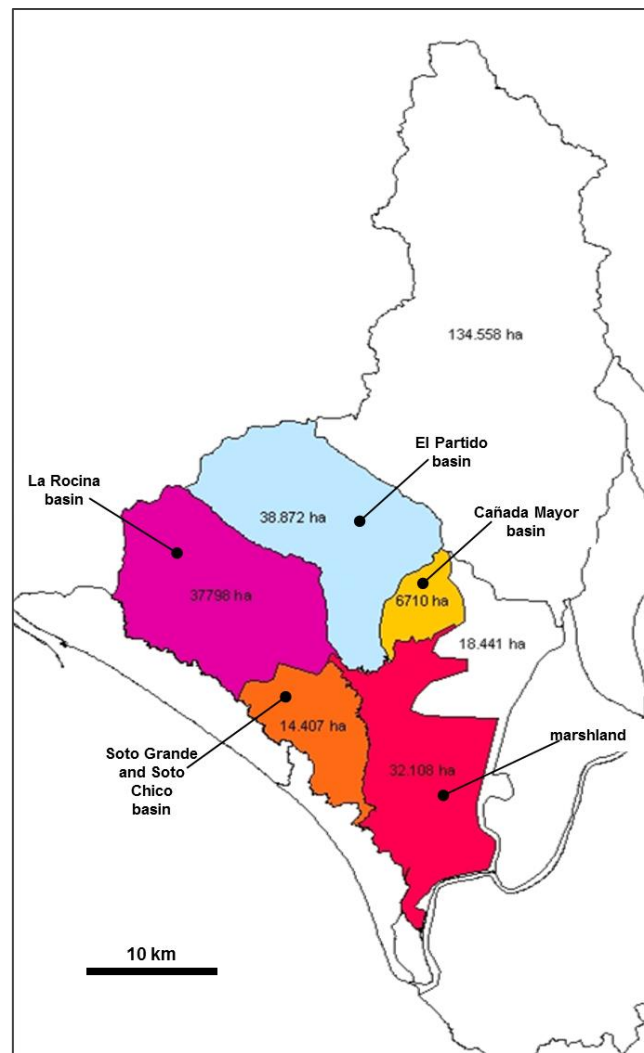 134.558 ha
El Partido
basin
La Rocina
basin
38.872 ha
Cañada Mayor
basin
37798 ha
6710 ha
18.441 ha
14.407 ha
Soto Grande
and Soto
Chico
basin
marshland
32.108 ha
10 km